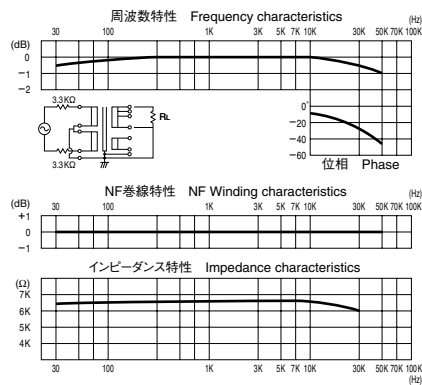 周波数特性 Frequency characteristics
(Hz)
30 100 1K 3K 5K 7K 10K 30K 50K 70K 100K
(dB)
0
−1
−2
3.3KΩ
RL
3.3KΩ
0°
−20
−40
−60
位相 Phase
NF巻線特性 NF Winding characteristics
(Hz)
(dB)
30 100 1K 3K 5K 7K 10K 30K 50K 70K 100K
+1
0
−1
インピーダンス特性 Impedance characteristics
(Ω)
7K
6K
5K
4K
30 100 1K 3K 5K 7K 10K 30K 50K 70K 100K
(Hz)